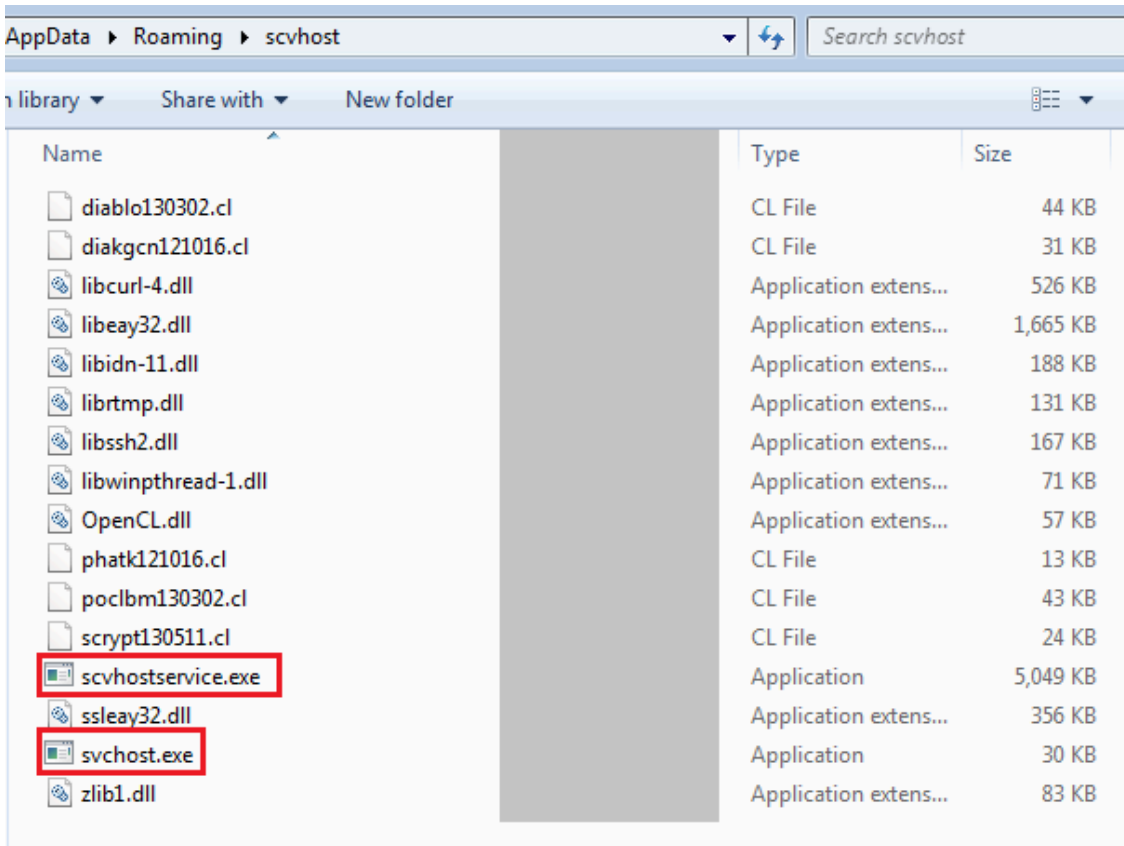 AppData ▸ Roaming ▸ scvhost Search scvhost
library Share with New folder
Name Type Size
diablo130302.cl CL File 44 KB
diakgcn121016.cl CL File 31 KB
libcurl-4.dll Application extens... 526 KB
libeay32.dll Application extens... 1,665 KB
libidn-11.dll Application extens... 188 KB
librtmp.dll Application extens... 131 KB
libssh2.dll Application extens... 167 KB
libwinpthread-1.dll Application extens... 71 KB
OpenCL.dll Application extens... 57 KB
phatk121016.cl CL File 13 KB
poclbm130302.cl CL File 43 KB
scrypt130511.cl CL File 24 KB
scvhostservice.exe Application 5,049 KB
ssleay32.dll Application extens... 356 KB
svchost.exe Application 30 KB
zlib1.dll Application extens... 83 KB